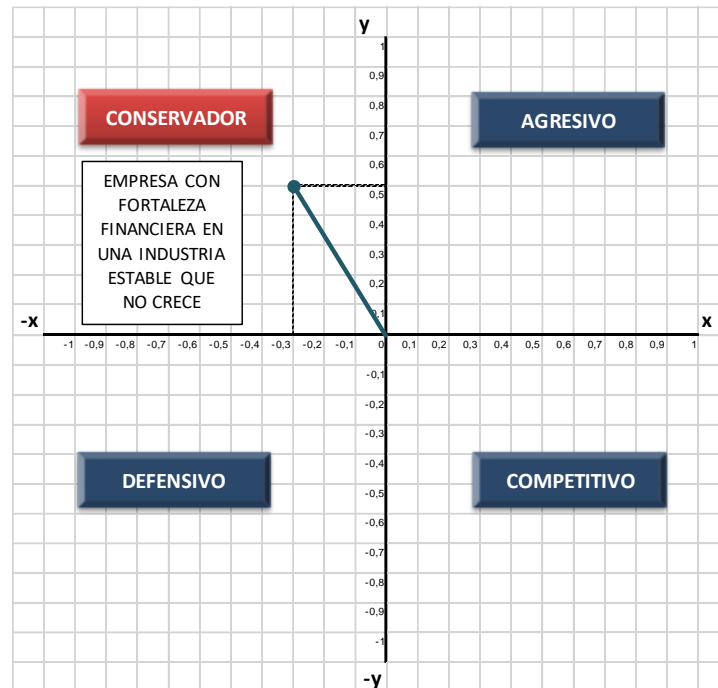 y
1
0,9
CONSERVADOR
AGRESIVO
0,8
0,7
0,6
EMPRESA CON
FORTALEZA
FINANCIERA EN
UNA INDUSTRIA
ESTABLE QUE
NO CRECE
0,5
0,4
0,3
0,2
0,1
-x
x
-1 -0,9 -0,8 -0,7 -0,6 -0,5 -0,4 -0,3 -0,2 -0,1 0 0,1 0,2 0,3 0,4 0,5 0,6 0,7 0,8 0,9 1
-0,1
-0,2
-0,3
-0,4
DEFENSIVO
COMPETITIVO
-0,5
-0,6
-0,7
-0,8
-0,9
-1
-y